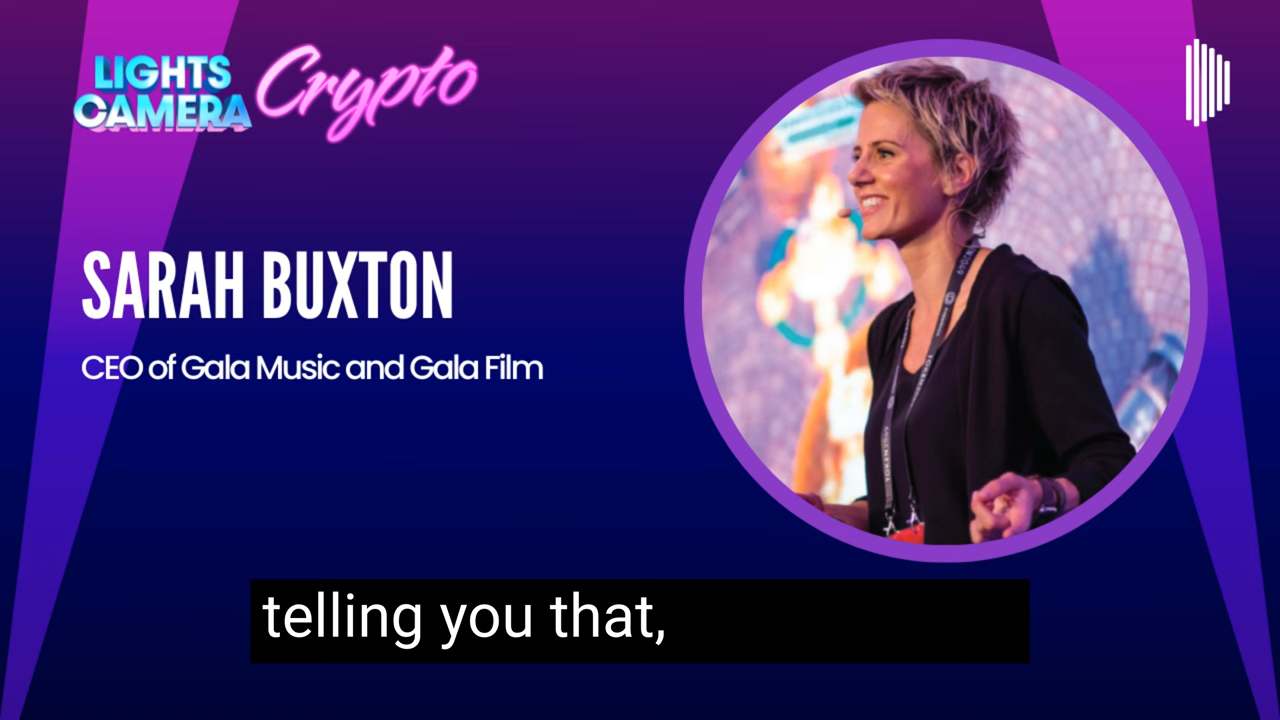 LIGHTS
CAMERA
Crypto
SARAH BUXTON
CEO of Gala Music and Gala Film
telling you that,